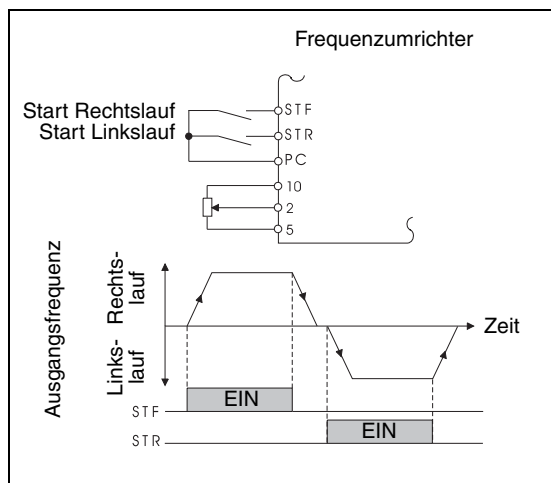 Frequenzumrichter
Start Rechtslauf
Start Linkslauf
STF
STR
PC
10
2
5
Ausgangsfrequenz
Rechts-
lauf
Links-
lauf
Zeit
STF
EIN
STR
EIN